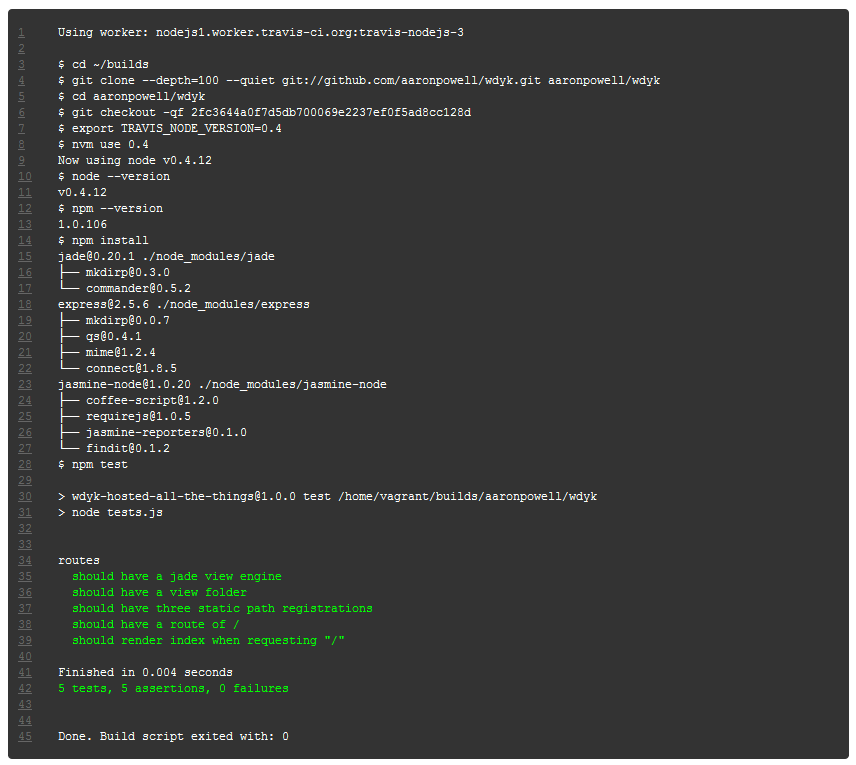 1 Using worker: nodejs1.worker.travis-ci.org:travis-nodejs-3
2
3 $ cd ~/builds
4 $ git clone --depth=100 --quiet git://github.com/aaronpowell/wdyk.git aaronpowell/wdyk
5 $ cd aaronpowell/wdyk
6 $ git checkout -qf 2fc3644a0f7d5db700069e2237ef0f5ad8cc128d
7 $ export TRAVIS_NODE_VERSION=0.4
8 $ nvm use 0.4
9 Now using node v0.4.12
10 $ node --version
11 v0.4.12
12 $ npm --version
13 1.0.106
14 $ npm install
15 jade@0.20.1 ./node_modules/jade
16 ├── mkdirp@0.3.0
17 └── commander@0.5.2
18 express@2.5.6 ./node_modules/express
19 ├── mkdirp@0.0.7
20 ├── qs@0.4.1
21 ├── mime@1.2.4
22 └── connect@1.8.5
23 jasmine-node@1.0.20 ./node_modules/jasmine-node
24 ├── coffee-script@1.2.0
25 ├── requirejs@1.0.5
26 ├── jasmine-reporters@0.1.0
27 └── findit@0.1.2
28 $ npm test
29
30 > wdyk-hosted-all-the-things@1.0.0 test /home/vagrant/builds/aaronpowell/wdyk
31 > node tests.js
32
33
34 routes
35 should have a jade view engine
36 should have a view folder
37 should have three static path registrations
38 should have a route of /
39 should render index when requesting "/"
40
41 Finished in 0.004 seconds
42 5 tests, 5 assertions, 0 failures
43
44
45 Done. Build script exited with: 0